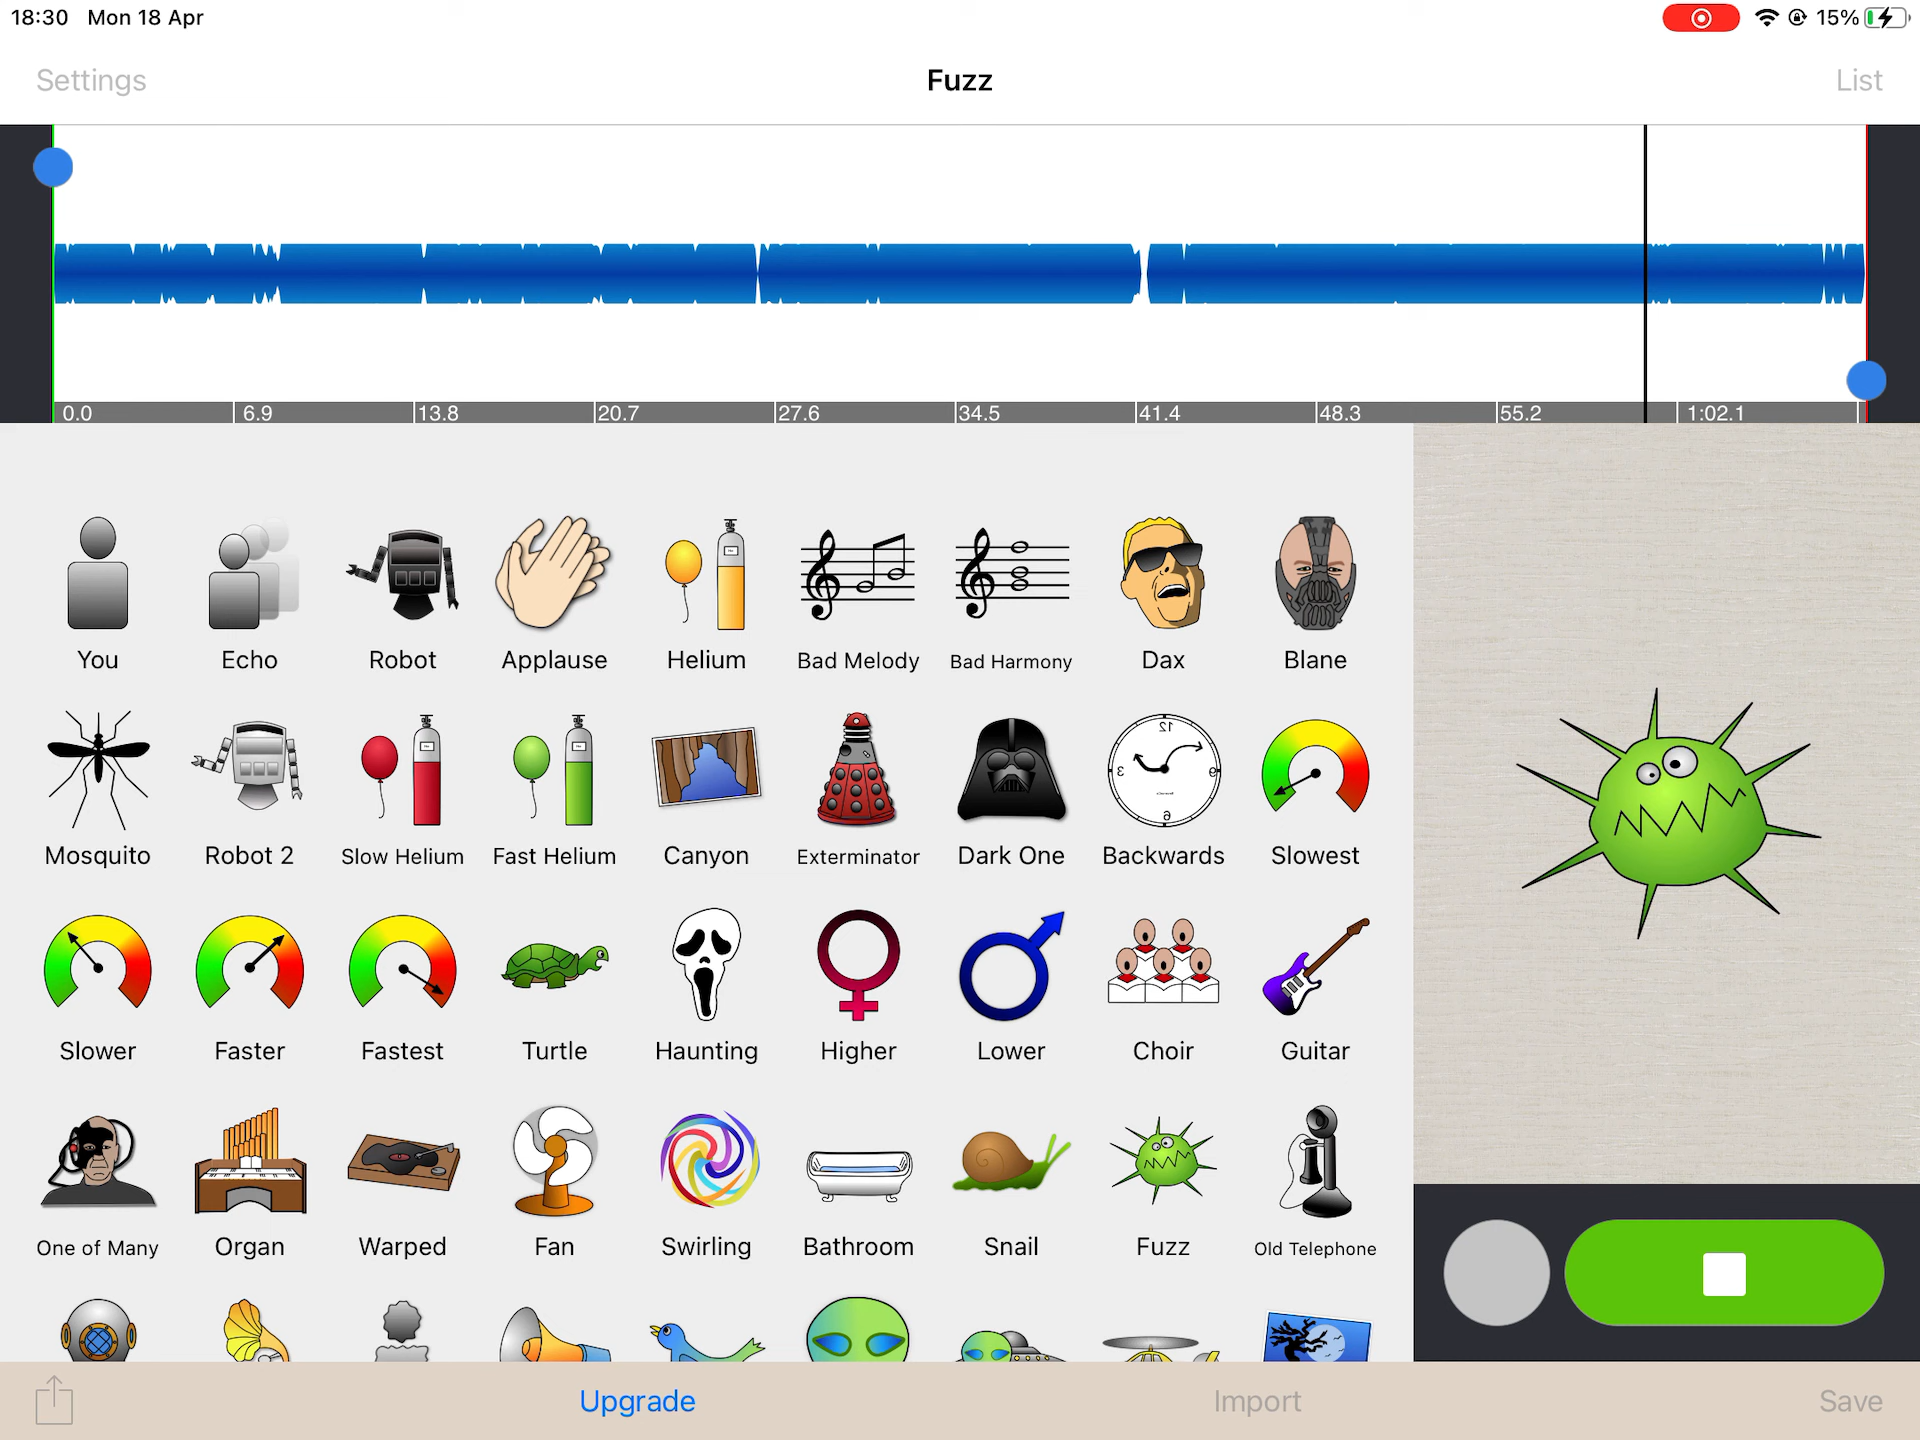 18:30 Mon 18 Apr 15%
Settings Fuzz List
0.0 6.9 13.8 20.7 27.6 34.5 41.4 48.3 55.2 1:02.1
You Echo Robot Applause Helium Bad Melody Bad Harmony Dax Blane
Mosquito Robot 2 Slow Helium Fast Helium Canyon Exterminator Dark One Backwards Slowest
Slower Faster Fastest Turtle Haunting Higher Lower Choir Guitar
One of Many Organ Warped Fan Swirling Bathroom Snail Fuzz Old Telephone
Upgrade Import Save